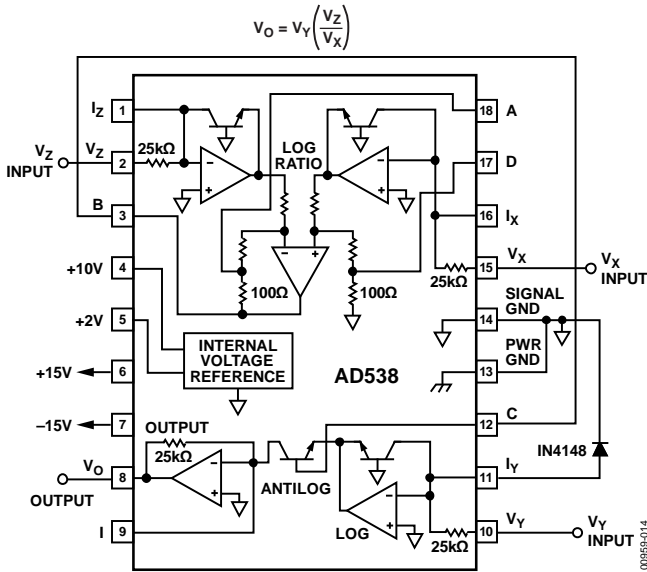 V_O = V_Y (V_Z / V_X)
I_Z 1
V_Z INPUT V_Z 2 25kΩ
B 3
+10V 4
+2V 5
+15V 6
–15V 7
V_O OUTPUT 8
I 9
LOG RATIO
100Ω 100Ω
INTERNAL VOLTAGE REFERENCE
AD538
OUTPUT
25kΩ
ANTILOG
LOG
25kΩ
25kΩ
18 A
17 D
16 I_X
15 V_X
V_X INPUT
14 SIGNAL GND
13 PWR GND
12 C
11 I_Y
IN4148
10 V_Y
V_Y INPUT
00959-014